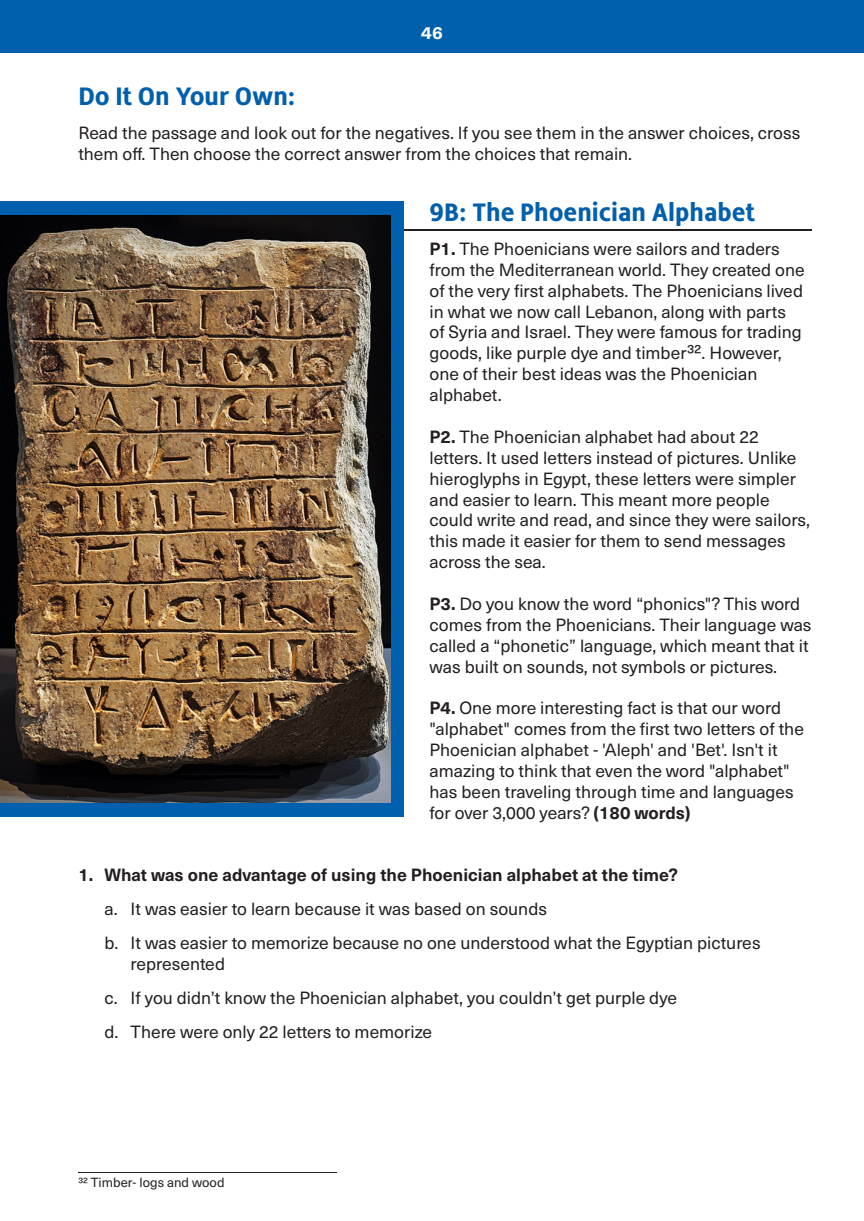 46
Do It On Your Own:
Read the passage and look out for the negatives. If you see them in the answer choices, cross
them off. Then choose the correct answer from the choices that remain.
9B: The Phoenician Alphabet
P1. The Phoenicians were sailors and traders
from the Mediterranean world. They created one
of the very first alphabets. The Phoenicians lived
in what we now call Lebanon, along with parts
of Syria and Israel. They were famous for trading
goods, like purple dye and timber³². However,
one of their best ideas was the Phoenician
alphabet.
P2. The Phoenician alphabet had about 22
letters. It used letters instead of pictures. Unlike
hieroglyphs in Egypt, these letters were simpler
and easier to learn. This meant more people
could write and read, and since they were sailors,
this made it easier for them to send messages
across the sea.
P3. Do you know the word “phonics"? This word
comes from the Phoenicians. Their language was
called a “phonetic” language, which meant that it
was built on sounds, not symbols or pictures.
P4. One more interesting fact is that our word
"alphabet" comes from the first two letters of the
Phoenician alphabet - 'Aleph' and 'Bet'. Isn't it
amazing to think that even the word "alphabet"
has been traveling through time and languages
for over 3,000 years? (180 words)
1. What was one advantage of using the Phoenician alphabet at the time?
a. It was easier to learn because it was based on sounds
b. It was easier to memorize because no one understood what the Egyptian pictures
represented
c. If you didn’t know the Phoenician alphabet, you couldn’t get purple dye
d. There were only 22 letters to memorize
³² Timber- logs and wood